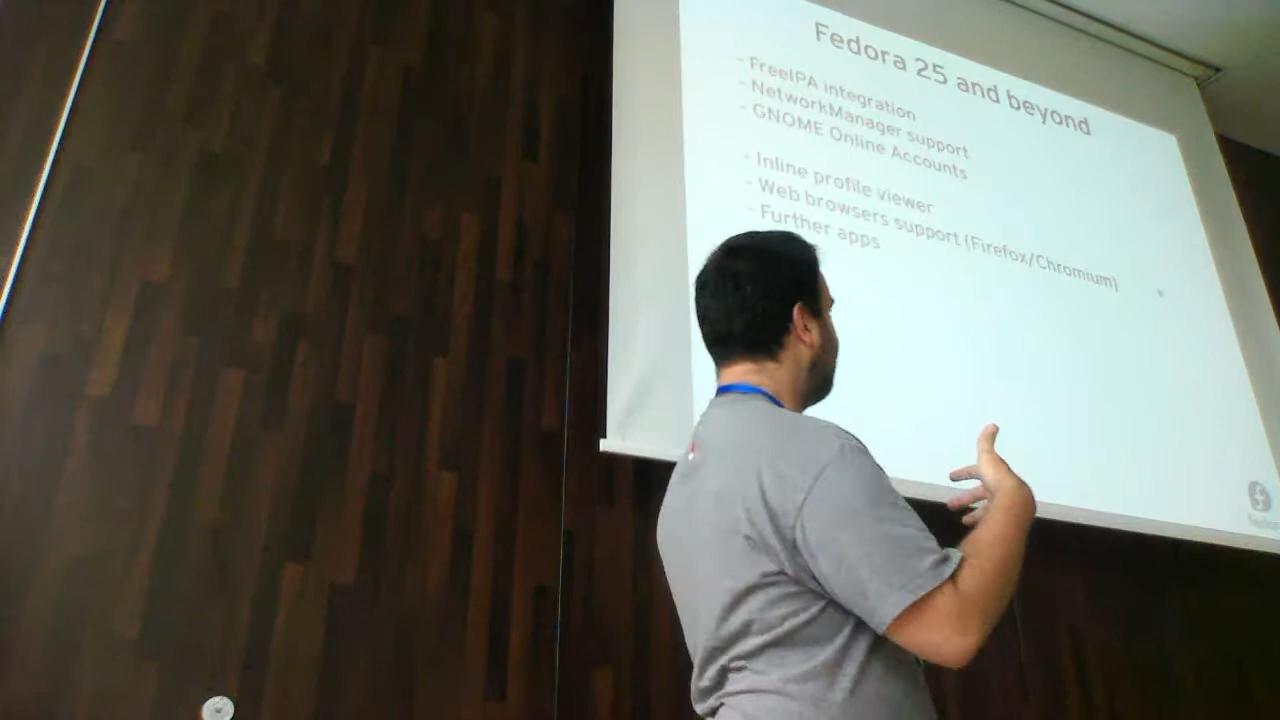 Fedora 25 and beyond
- FreeIPA integration
- NetworkManager support
- GNOME Online Accounts
- Inline profile viewer
- Web browsers support (Firefox/Chromium)
- Further apps